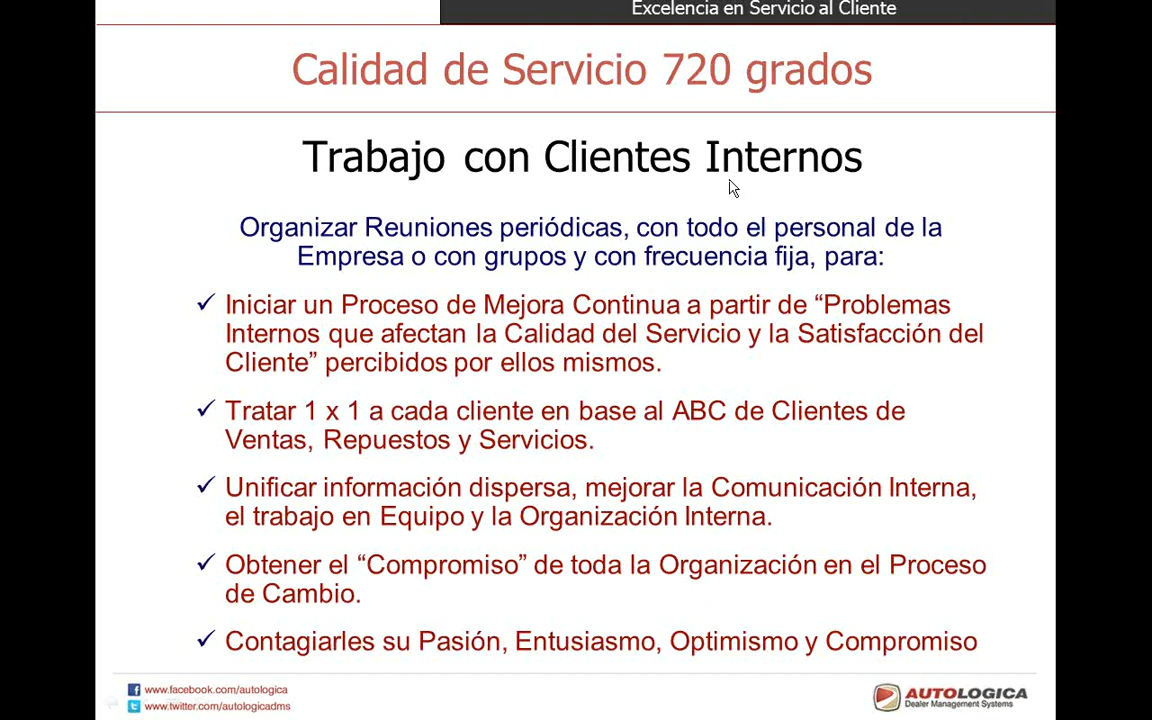 Excelencia en Servicio al Cliente
Calidad de Servicio 720 grados
Trabajo con Clientes Internos
Organizar Reuniones periódicas, con todo el personal de la
Empresa o con grupos y con frecuencia fija, para:
✓ Iniciar un Proceso de Mejora Continua a partir de “Problemas
Internos que afectan la Calidad del Servicio y la Satisfacción del
Cliente” percibidos por ellos mismos.
✓ Tratar 1 x 1 a cada cliente en base al ABC de Clientes de
Ventas, Repuestos y Servicios.
✓ Unificar información dispersa, mejorar la Comunicación Interna,
el trabajo en Equipo y la Organización Interna.
✓ Obtener el “Compromiso” de toda la Organización en el Proceso
de Cambio.
✓ Contagiarles su Pasión, Entusiasmo, Optimismo y Compromiso
www.facebook.com/autologica
www.twitter.com/autologicadms
AUTOLOGICA
Dealer Management Systems